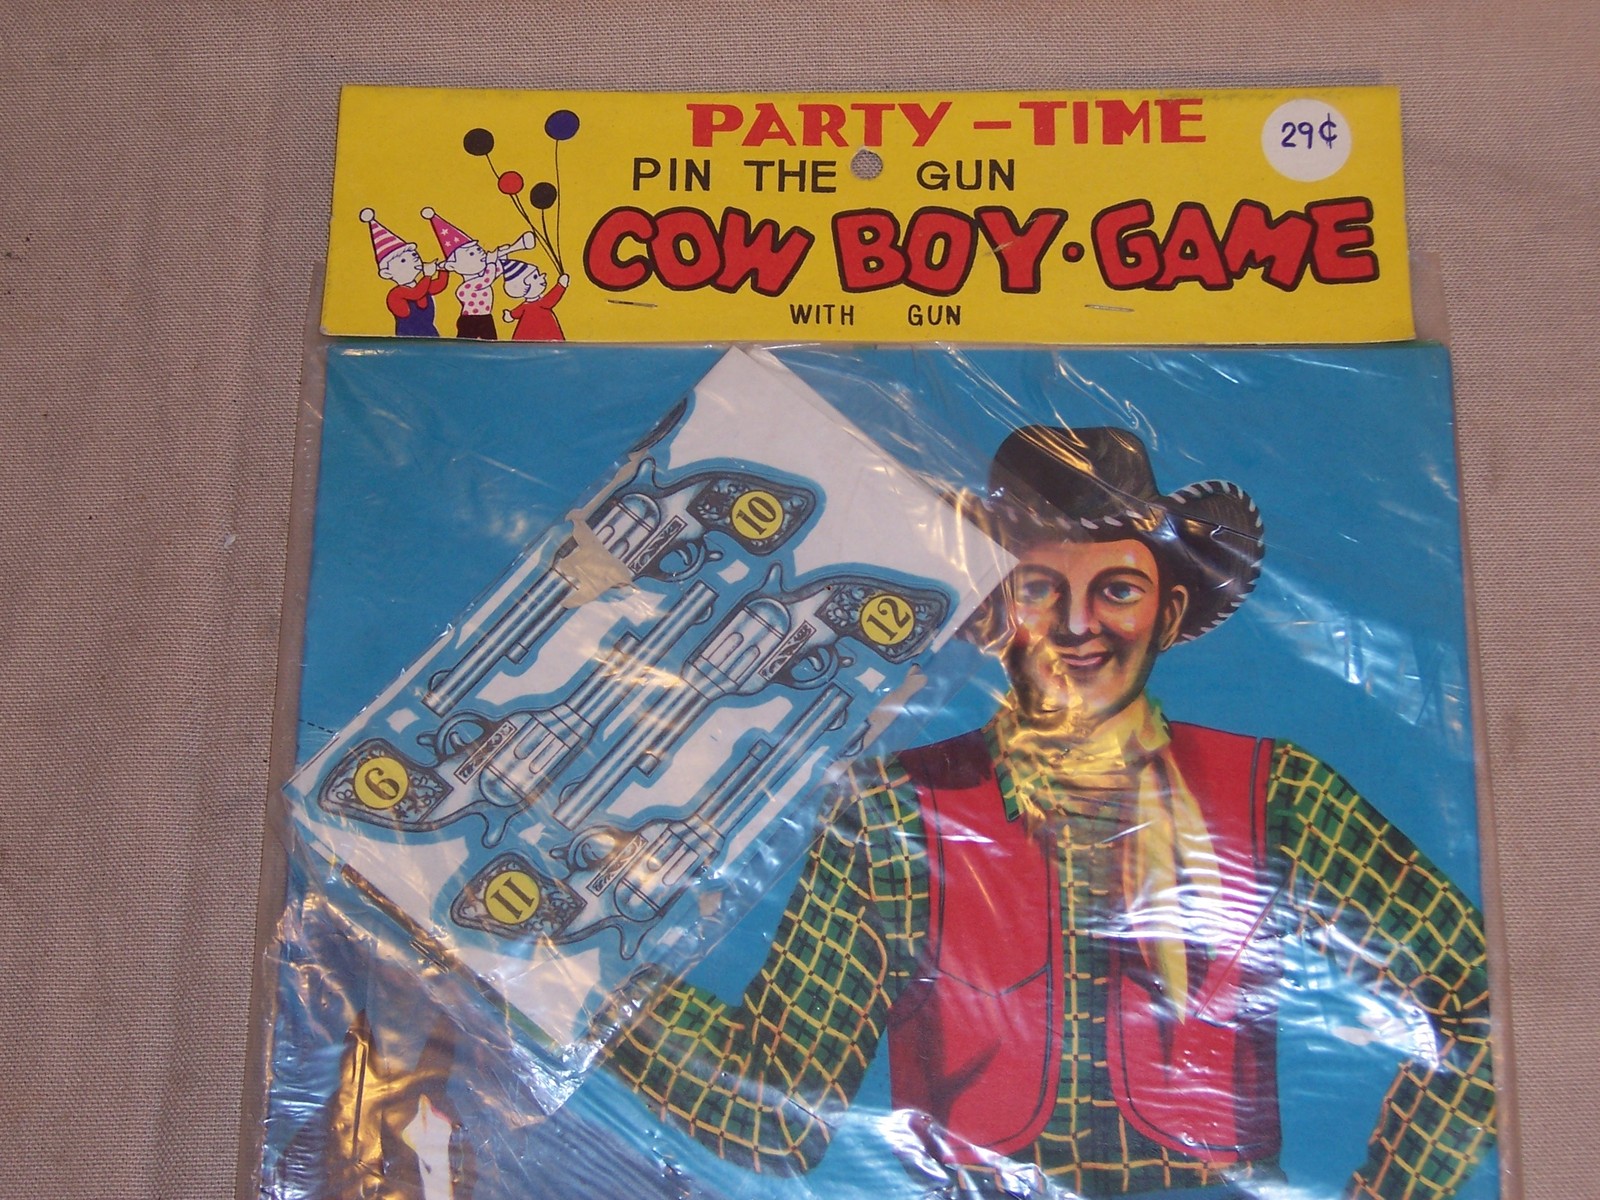 PARTY-TIME
29¢
PIN THE GUN
COW BOY·GAME
WITH GUN
10
12
6
11